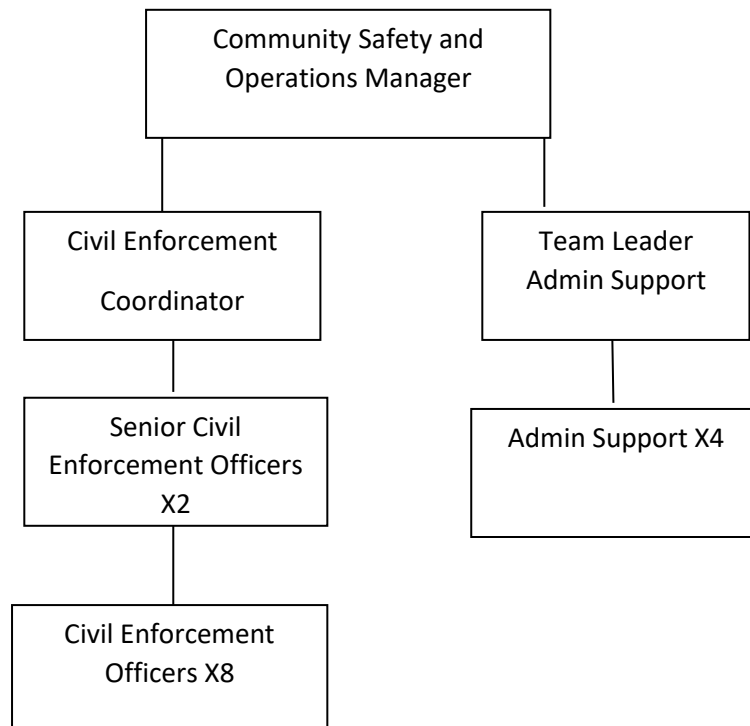 Community Safety and
Operations Manager
Civil Enforcement
Coordinator
Team Leader
Admin Support
Senior Civil
Enforcement Officers
X2
Admin Support X4
Civil Enforcement
Officers X8